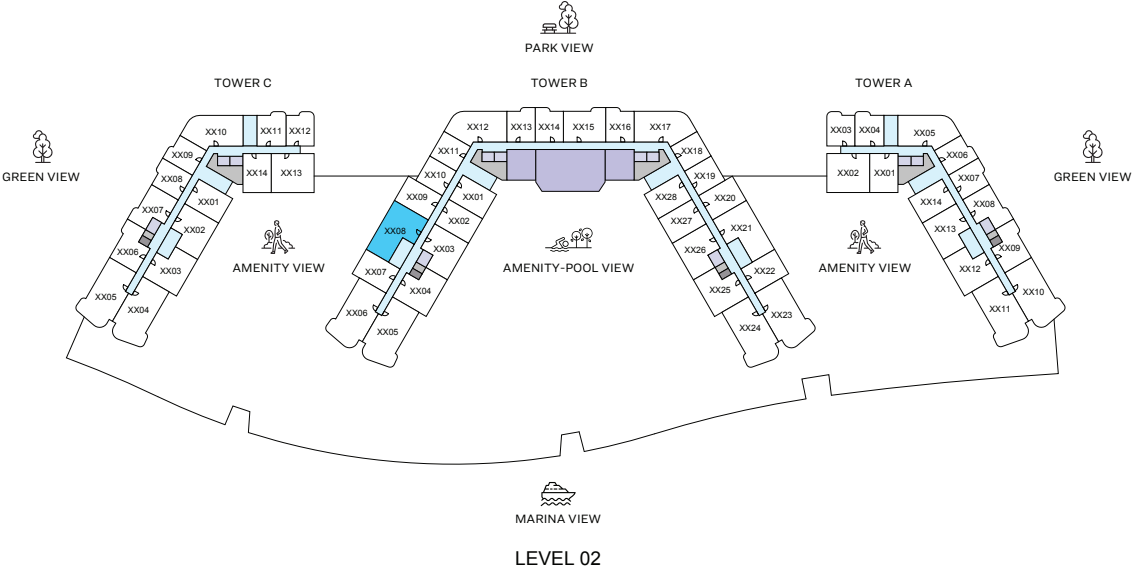 PARK VIEW
TOWER C
TOWER B
TOWER A
GREEN VIEW
GREEN VIEW
AMENITY VIEW
AMENITY-POOL VIEW
AMENITY VIEW
XX10
XX11
XX12
XX09
XX08
XX14
XX13
XX07
XX01
XX06
XX02
XX03
XX05
XX04
XX12
XX13
XX14
XX15
XX16
XX17
XX11
XX18
XX10
XX19
XX09
XX01
XX28
XX20
XX08
XX02
XX27
XX21
XX03
XX26
XX07
XX04
XX25
XX22
XX06
XX05
XX24
XX23
XX03
XX04
XX05
XX02
XX01
XX06
XX07
XX14
XX08
XX13
XX09
XX12
XX10
XX11
MARINA VIEW
LEVEL 02